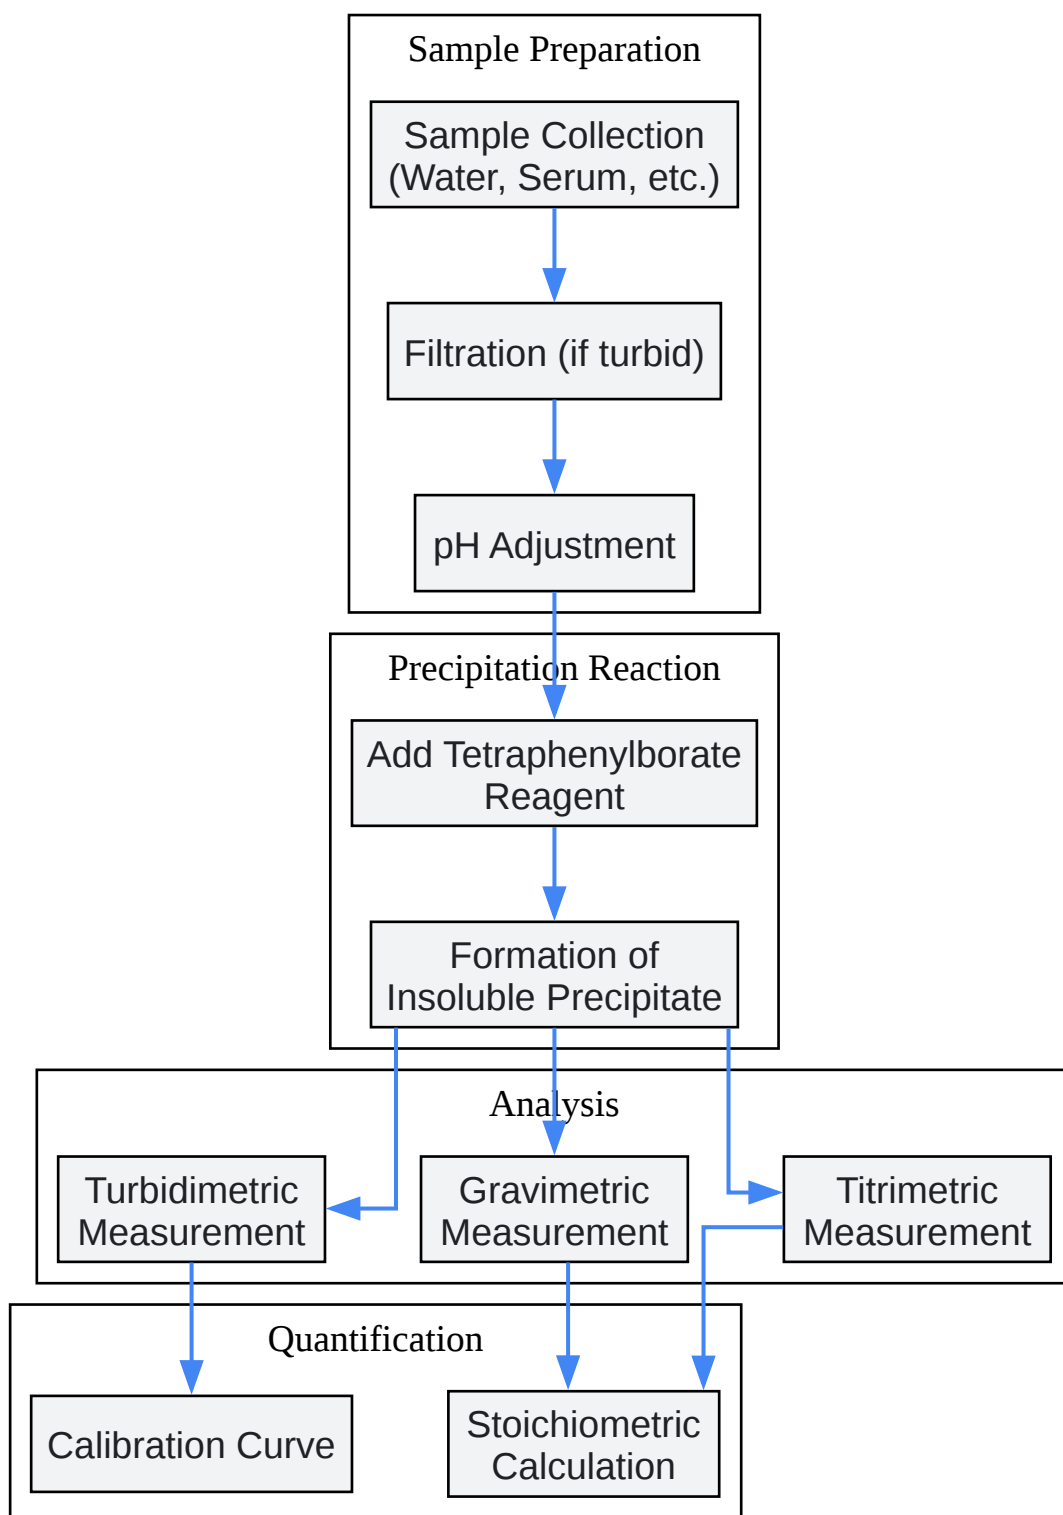 Sample Preparation
Sample Collection
(Water, Serum, etc.)
Filtration (if turbid)
pH Adjustment
Precipitation Reaction
Add Tetraphenylborate
Reagent
Formation of
Insoluble Precipitate
Analysis
Turbidimetric
Measurement
Gravimetric
Measurement
Titrimetric
Measurement
Quantification
Calibration Curve
Stoichiometric
Calculation